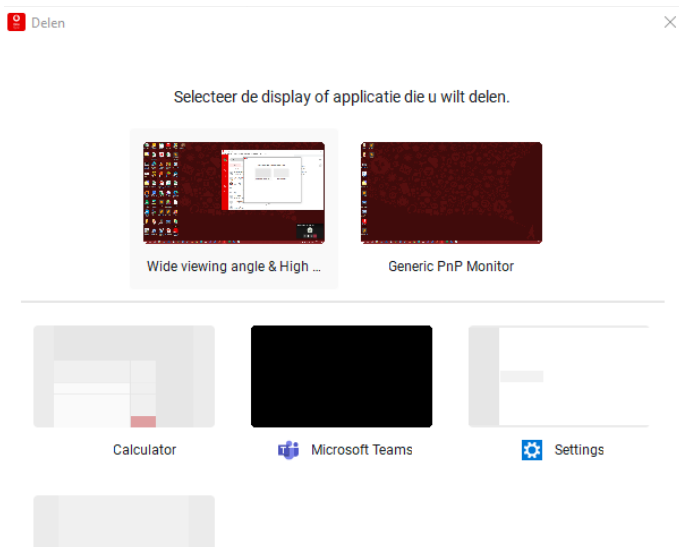 Delen
Selecteer de display of applicatie die u wilt delen.
Wide viewing angle & High ...
Generic PnP Monitor
Calculator
Microsoft Teams
Settings